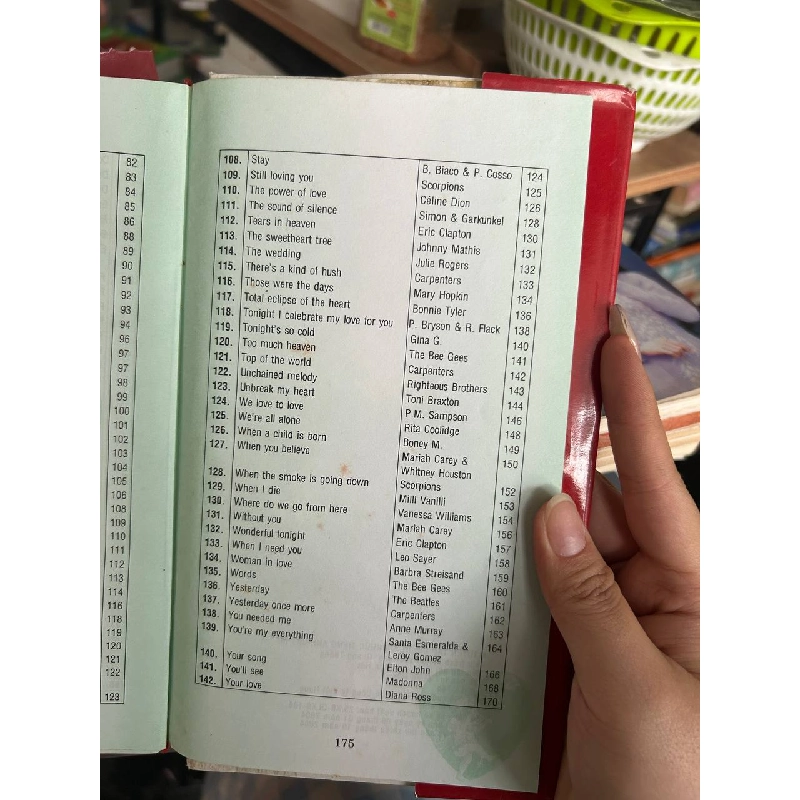 82
83
84
85
86
88
89
90
91
92
93
94
96
97
97
98
99
100
101
102
103
104
105
106
108
109
110
111
112
113
114
116
118
119
120
121
122
123
108. Stay B. Biaco & P. Cosso 124
109. Still loving you Scorpions 125
110. The power of love Céline Dion 126
111. The sound of silence Simon & Garkunkel 128
112. Tears in heaven Eric Clapton 130
113. The sweetheart tree Johnny Mathis 131
114. The wedding Julie Rogers 132
115. There's a kind of hush Carpenters 133
116. Those were the days Mary Hopkin 134
117. Total eclipse of the heart Bonnie Tyler 136
118. Tonight I celebrate my love for you P. Bryson & R. Flack 138
119. Tonight's so cold Gina G. 140
120. Too much heaven The Bee Gees 141
121. Top of the world Carpenters 142
122. Unchained melody Righteous Brothers 143
123. Unbreak my heart Toni Braxton 144
124. We love to love P.M. Sampson 146
125. We're all alone Rita Coolidge 148
126. When a child is born Boney M. 149
127. When you believe Mariah Carey & 150
Whitney Houston
128. When the smoke is going down Scorpions 152
129. When I die Milli Vanilli 153
130. Where do we go from here Vanessa Williams 154
131. Without you Mariah Carey 156
132. Wonderful tonight Eric Clapton 157
133. When I need you Leo Sayer 158
134. Woman in love Barbra Streisand 159
135. Words The Bee Gees 160
136. Yesterday The Beatles 161
137. Yesterday once more Carpenters 162
138. You needed me Anne Murray 163
139. You're my everything Santa Esmeralda & 164
Leroy Gomez
140. Your song Elton John 166
141. You'll see Madonna 168
142. Your love Diana Ross 170
175